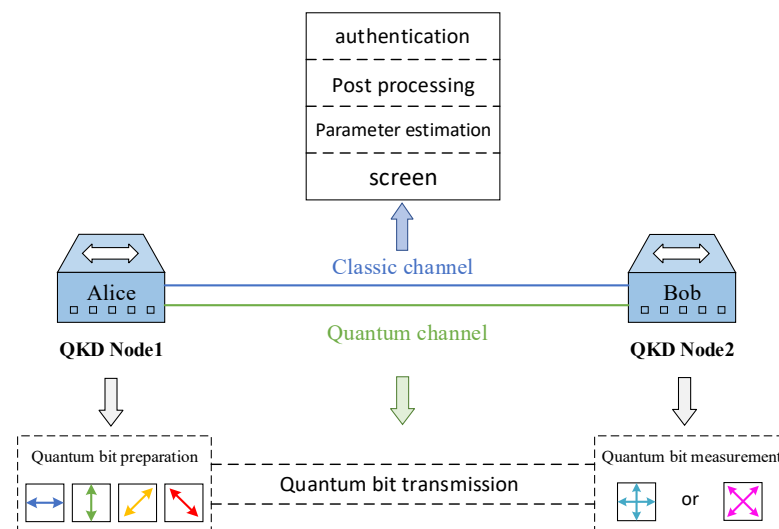 authentication
Post processing
Parameter estimation
screen
Classic channel
Alice
Bob
Quantum channel
QKD Node1
QKD Node2
Quantum bit preparation
Quantum bit transmission
Quantum bit measurement
or